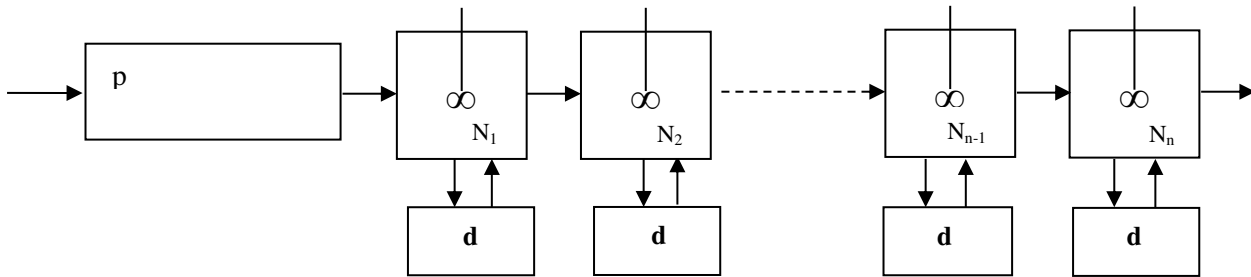 p
∞ ∞ ∞ ∞
N₁ N₂ Nₙ₋₁ Nₙ
d d d d